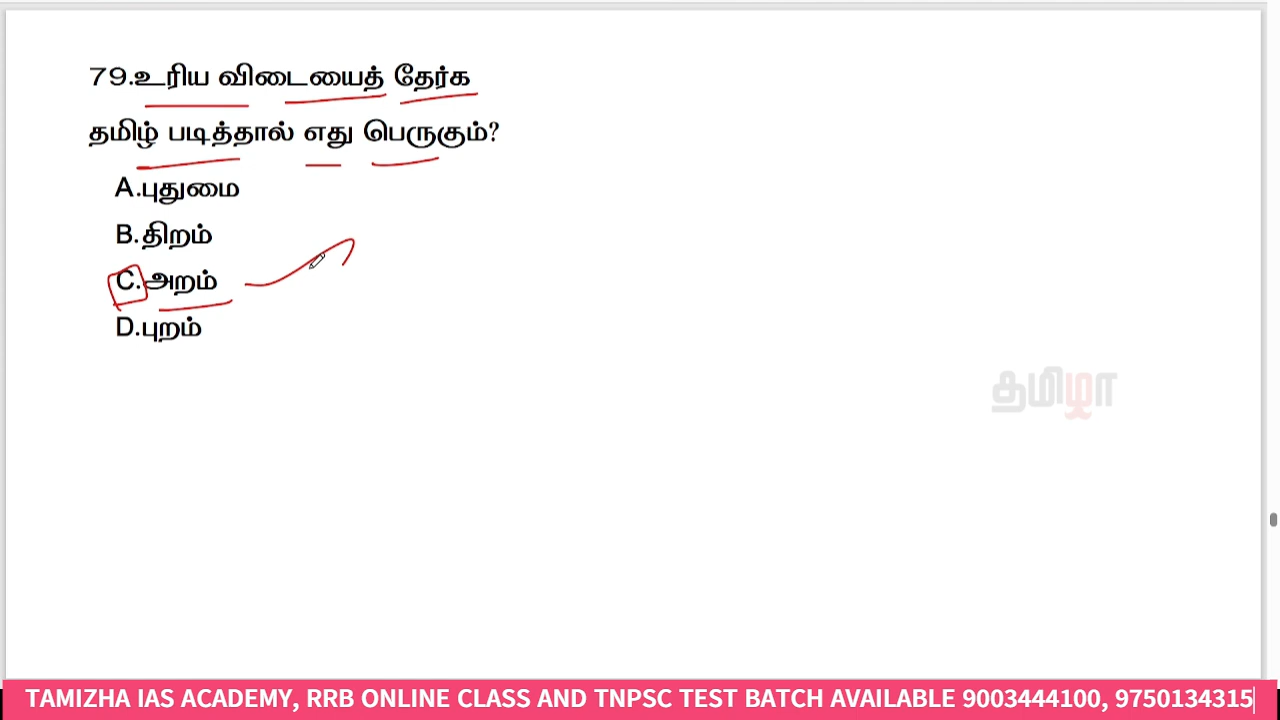 79.உரிய விடையைத் தேர்க
தமிழ் படித்தால் எது பெருகும்?
A.புதுமை
B.திறம்
C.அறம்
D.புறம்
தமிழா
TAMIZHA IAS ACADEMY, RRB ONLINE CLASS AND TNPSC TEST BATCH AVAILABLE 9003444100, 9750134315